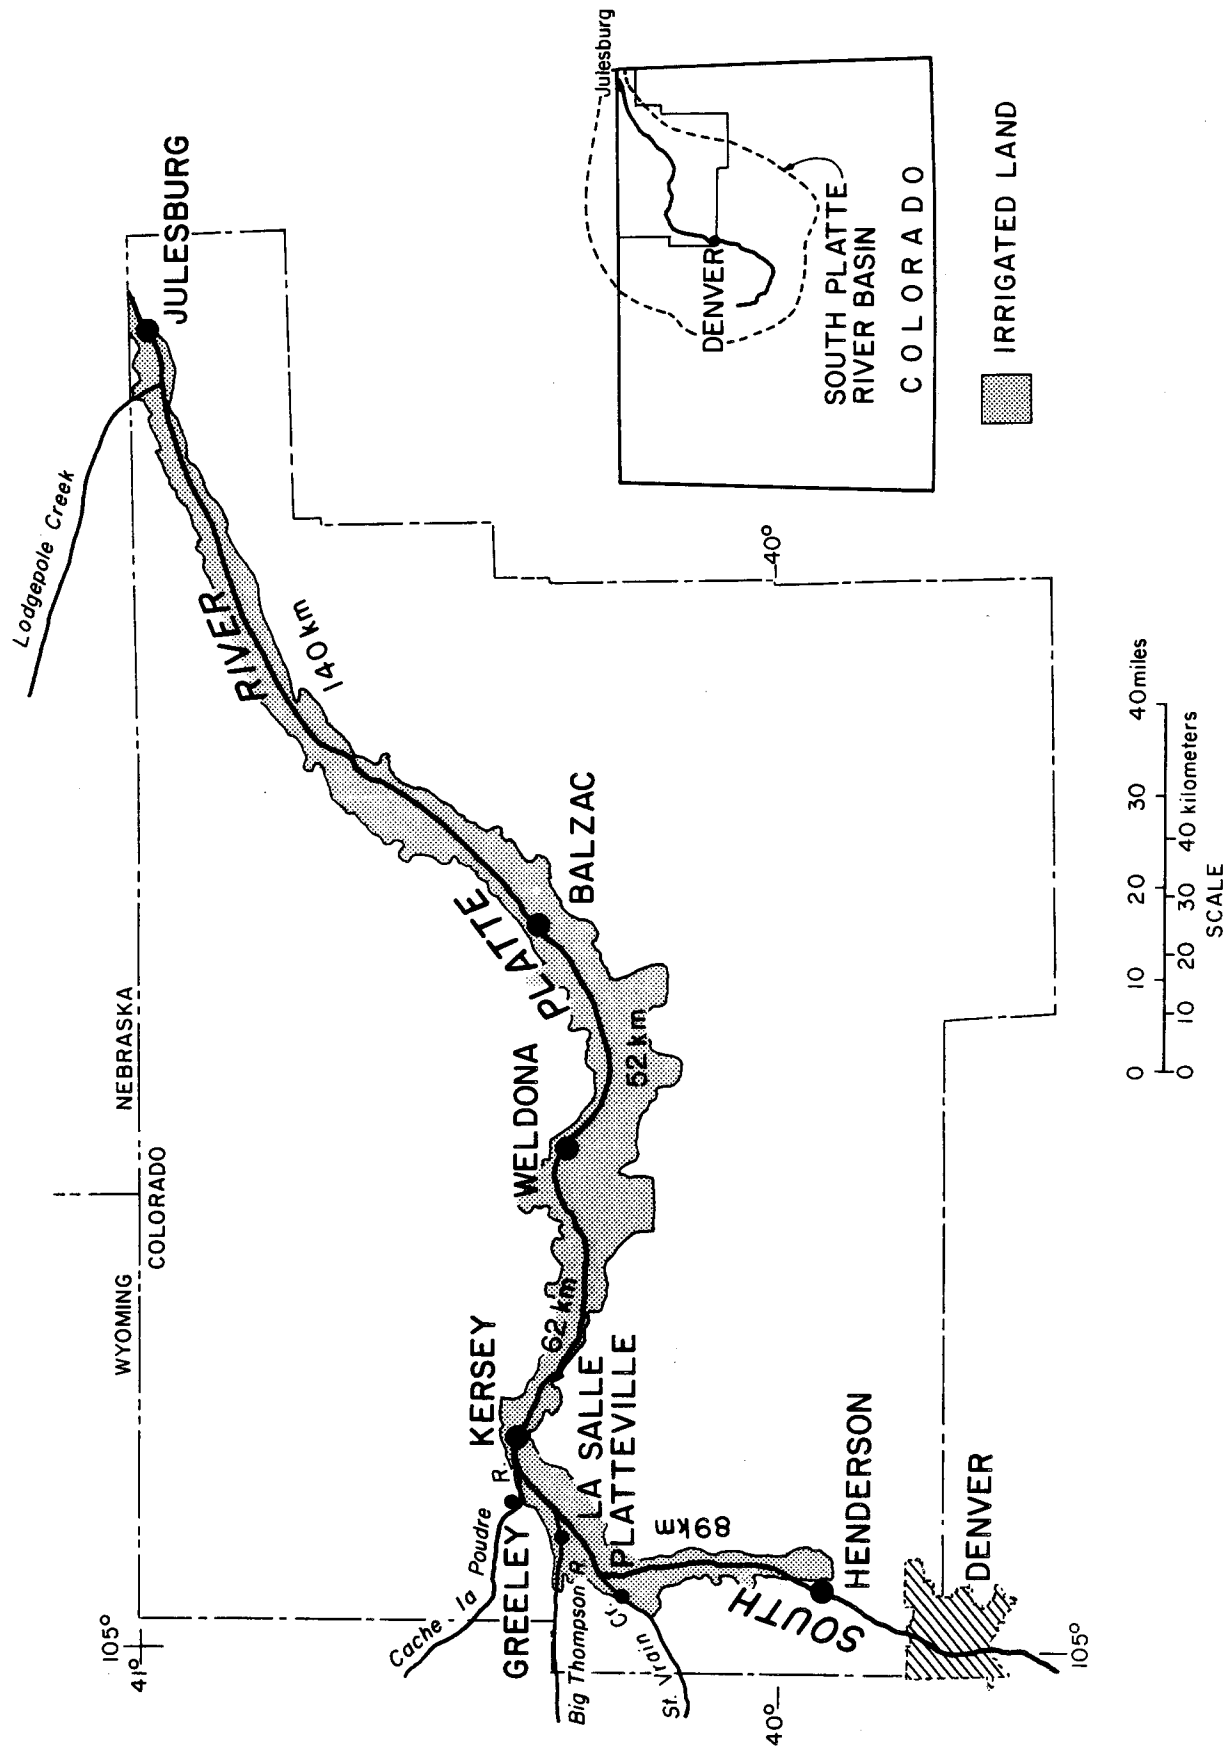 Lodgepole Creek
JULESBURG
RIVER
140 km
PLATTE
BALZAC
NEBRASKA
WYOMING
COLORADO
WELDONA
52 km
KERSEY
62 km
R.
LA SALLE
PLATTEVILLE
GREELEY
Cache la Poudre
Big Thompson R.
St. Vrain Cr.
89 km
SOUTH
HENDERSON
DENVER
105°
41°
40°
105°
40°
Julesburg
DENVER
SOUTH PLATTE
RIVER BASIN
COLORADO
IRRIGATED LAND
0 10 20 30 40 miles
0 10 20 30 40 kilometers
SCALE